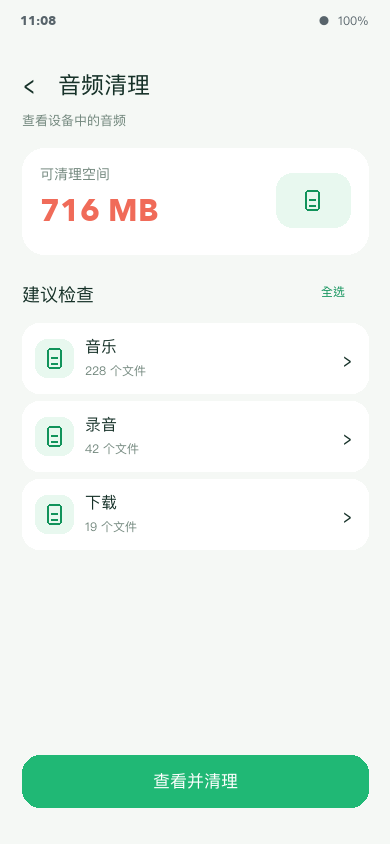 11:08
100%
音频清理
查看设备中的音频
可清理空间
716 MB
建议检查
全选
音乐
228 个文件
录音
42 个文件
下载
19 个文件
查看并清理